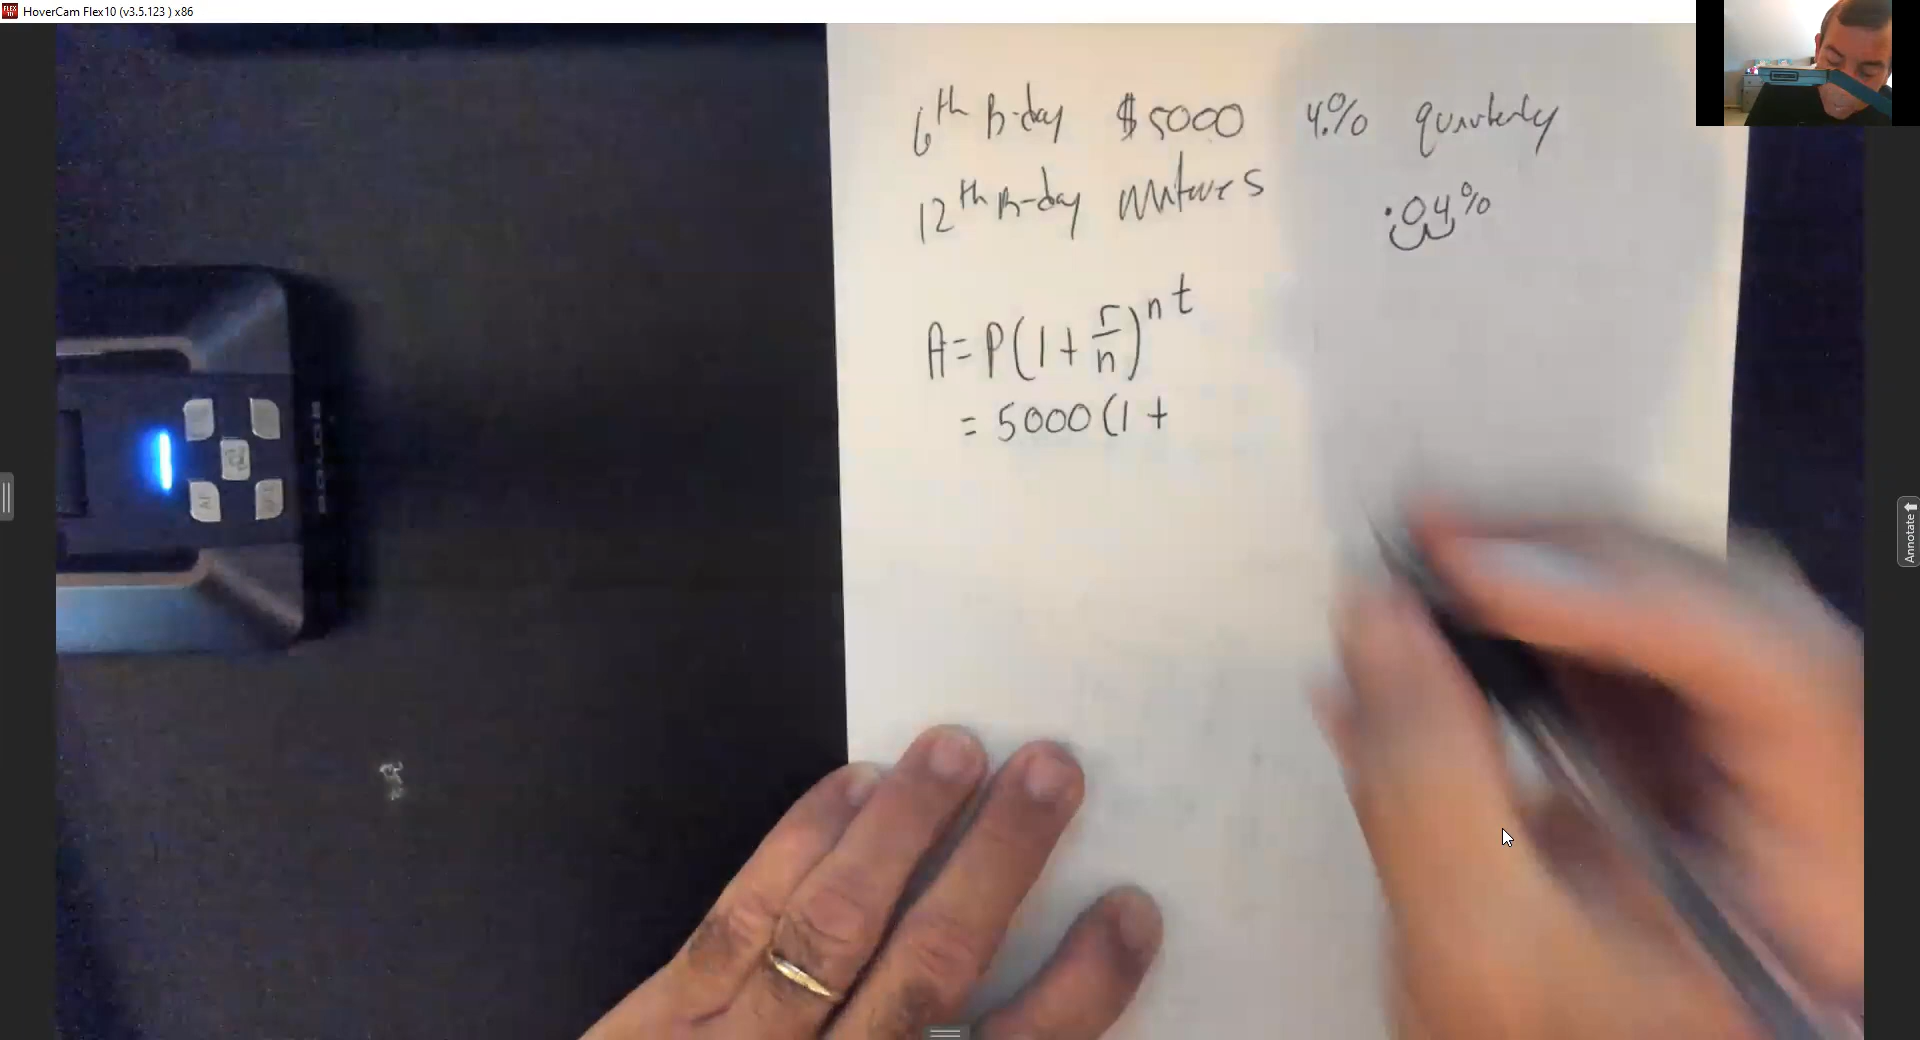 HoverCam Flex10 (v3.5.123 ) x86
6th B-day $5000 4% quarterly
12th B-day matures
.04%
A = P(1 + r/n)^nt
= 5000(1 +
Annotate